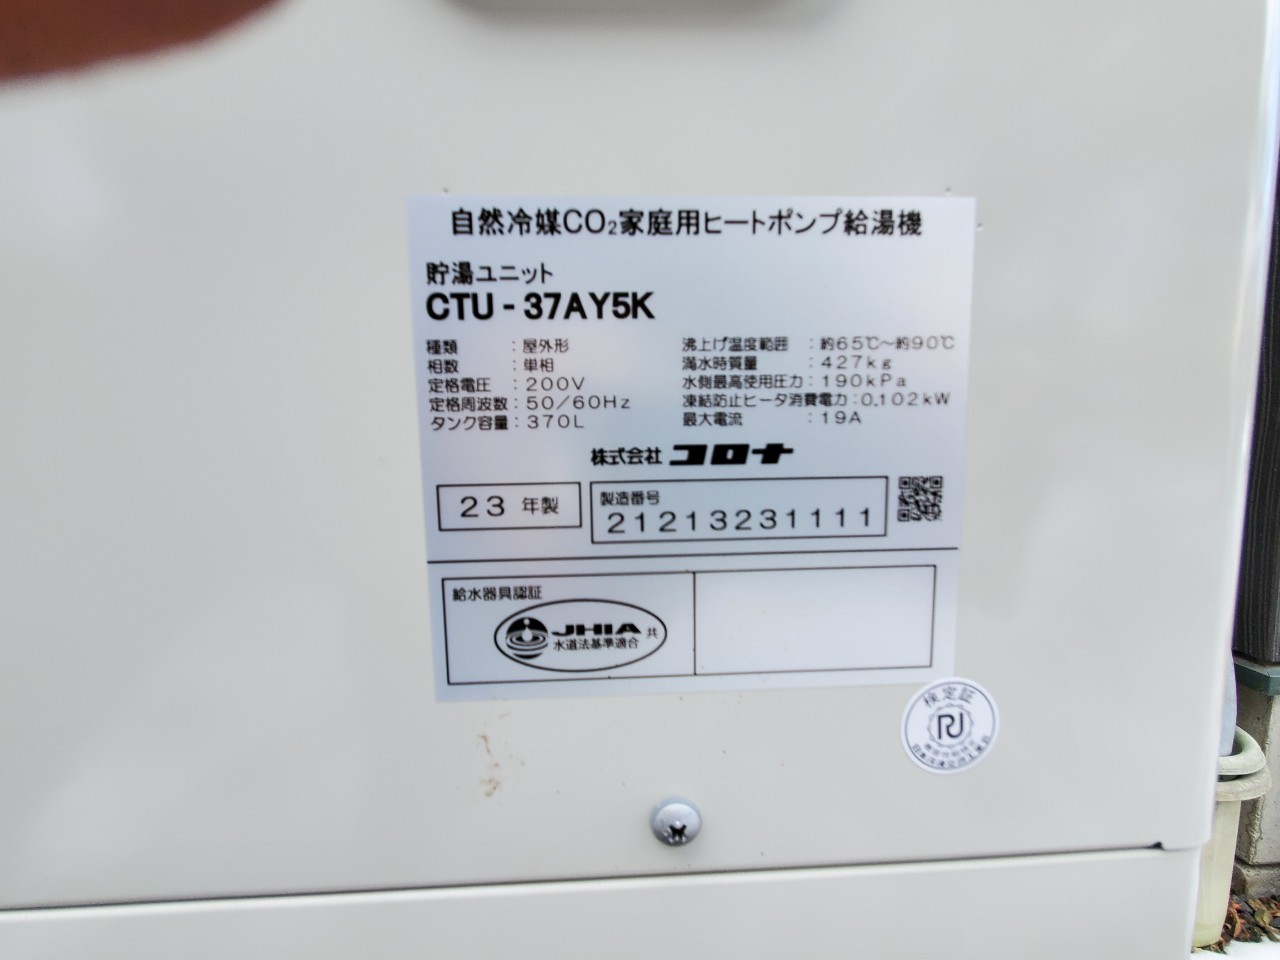 自然冷媒CO₂家庭用ヒートポンプ給湯機
貯湯ユニット
CTU-37AY5K
種類 : 屋外形
相数 : 単相
定格電圧 : 200V
定格周波数 : 50/60Hz
タンク容量 : 370L
沸上げ温度範囲 : 約65℃～約90℃
満水時質量 : 427kg
水側最高使用圧力 : 190kPa
凍結防止ヒータ消費電力 : 0.102kW
最大電流 : 19A
株式会社 コロナ
23 年製
製造番号
21213231111
給水器具認証
JHIA 共
水道法基準適合
検定証